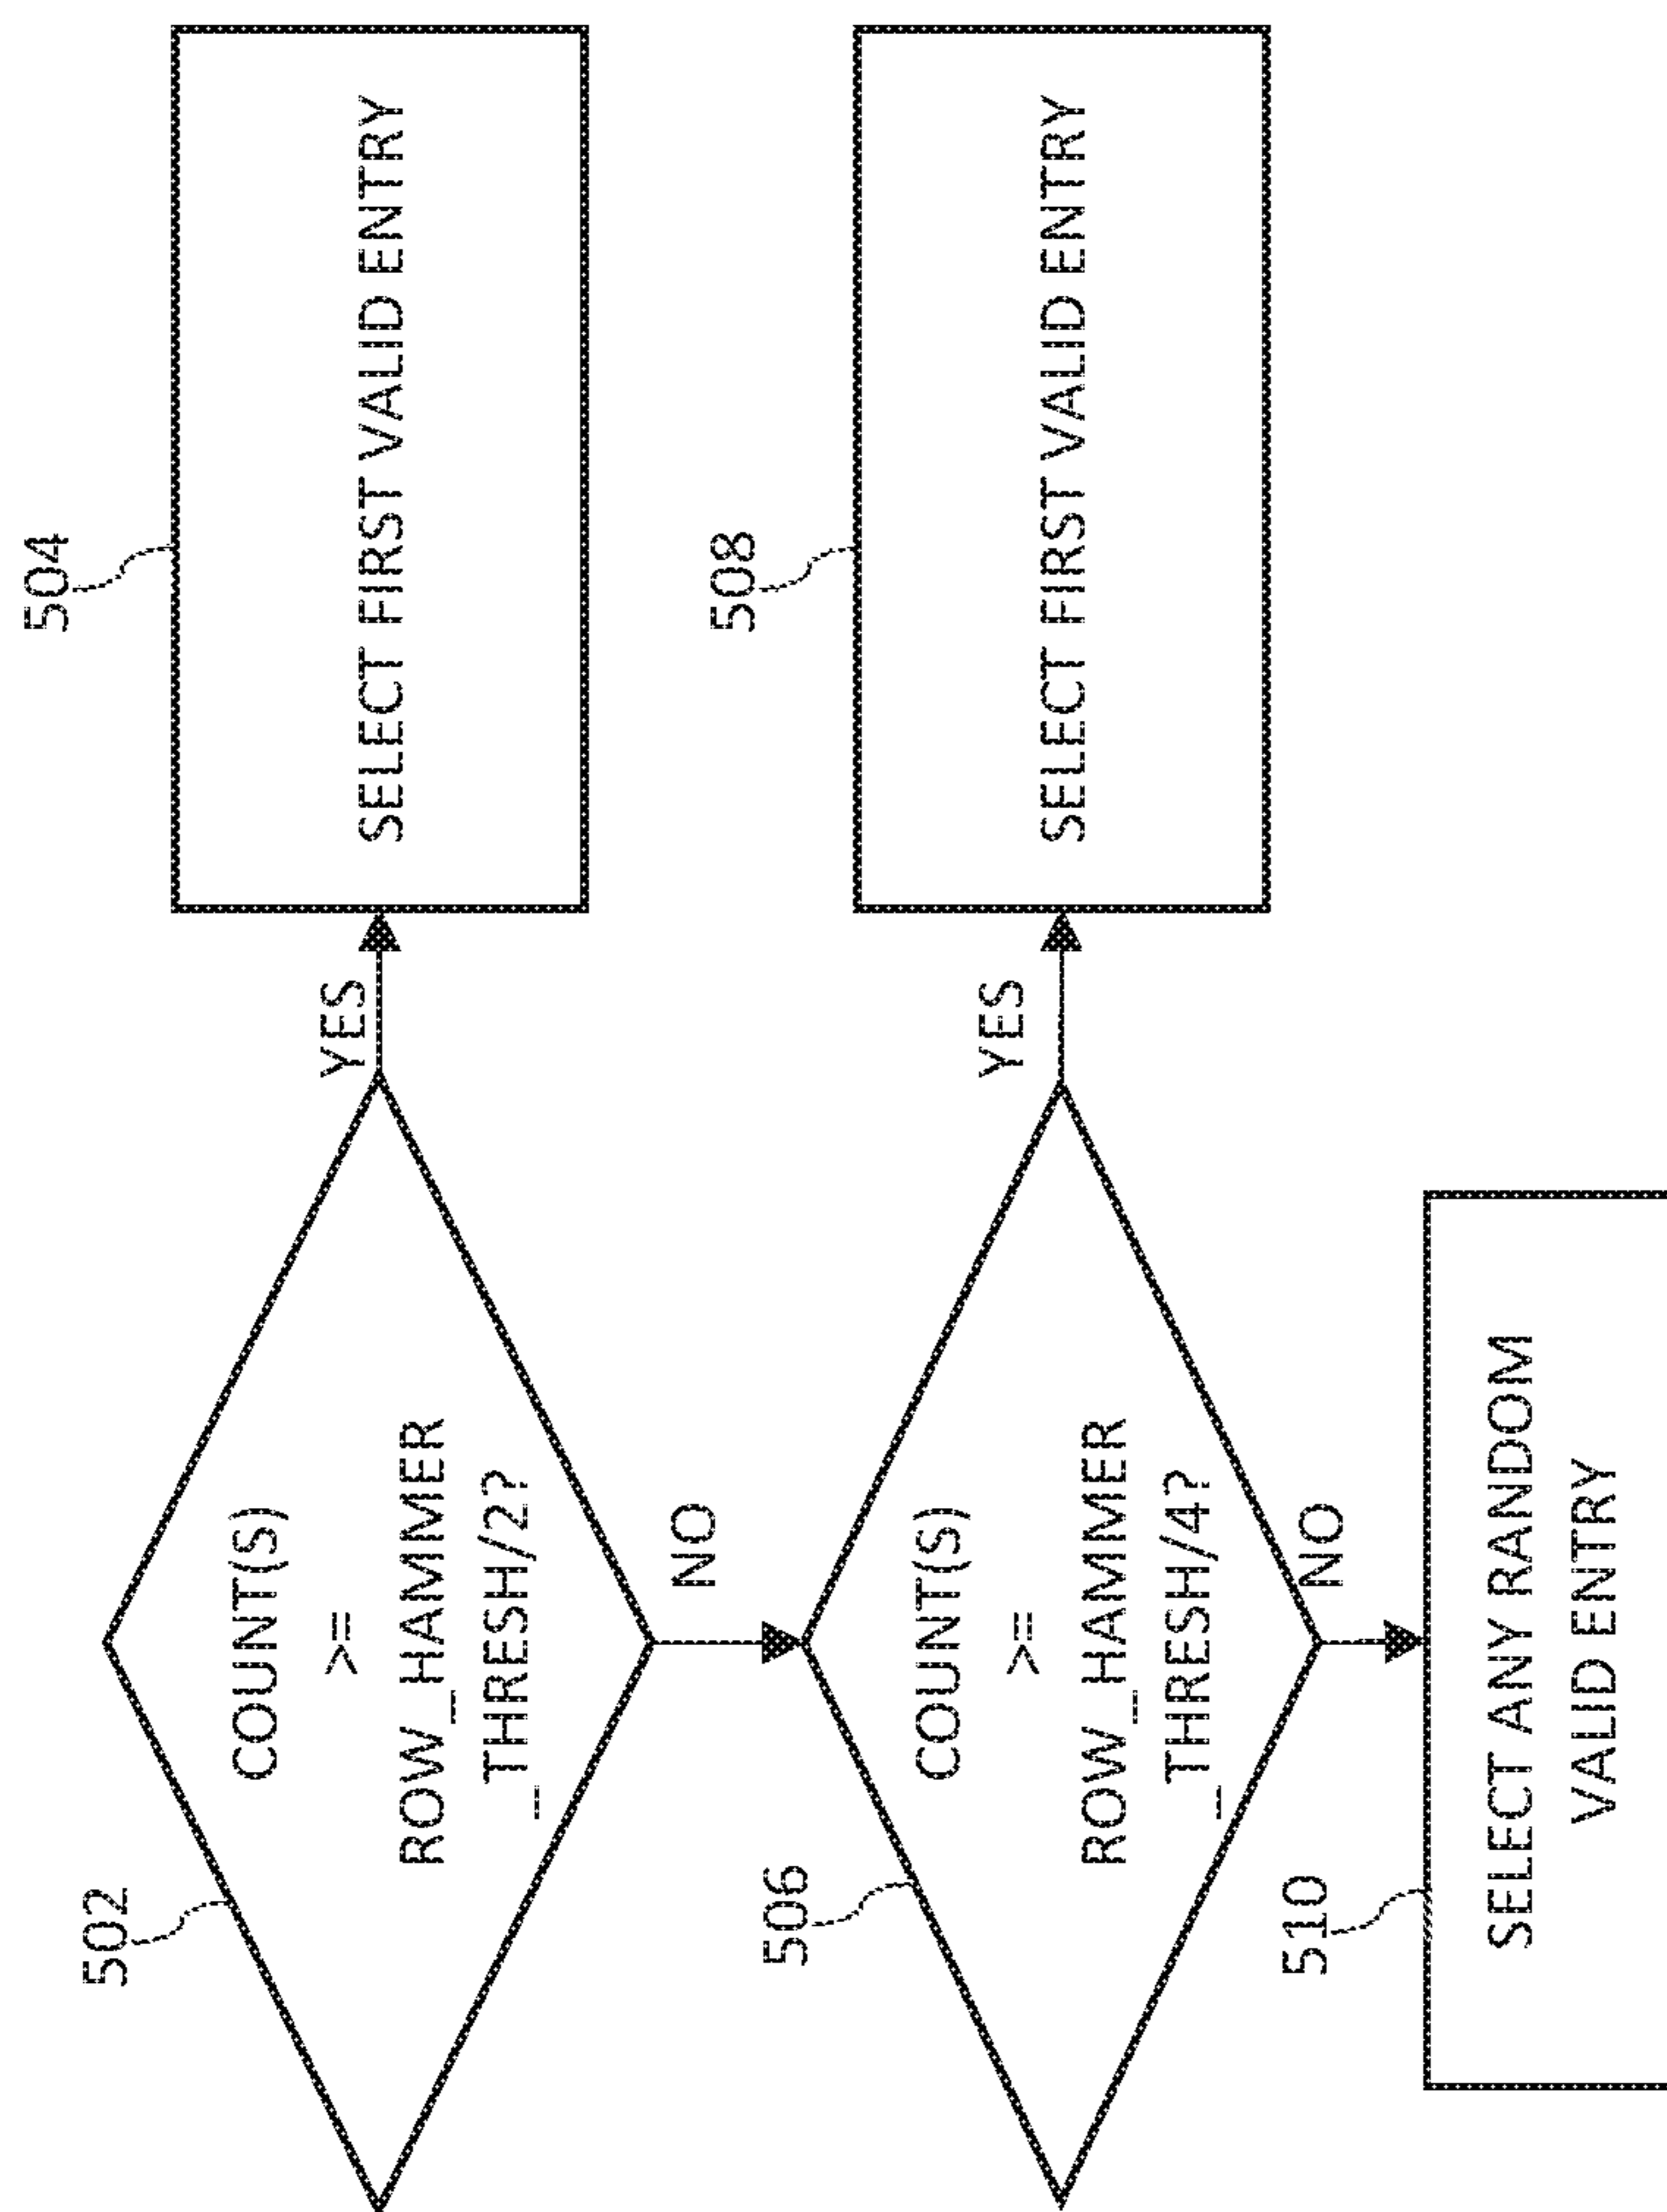 502
COUNT(S)
>=
ROW_HAMMER
_THRESH/2?
YES
504
SELECT FIRST VALID ENTRY
NO
506
COUNT(S)
>=
ROW_HAMMER
_THRESH/4?
YES
508
SELECT FIRST VALID ENTRY
NO
510
SELECT ANY RANDOM
VALID ENTRY